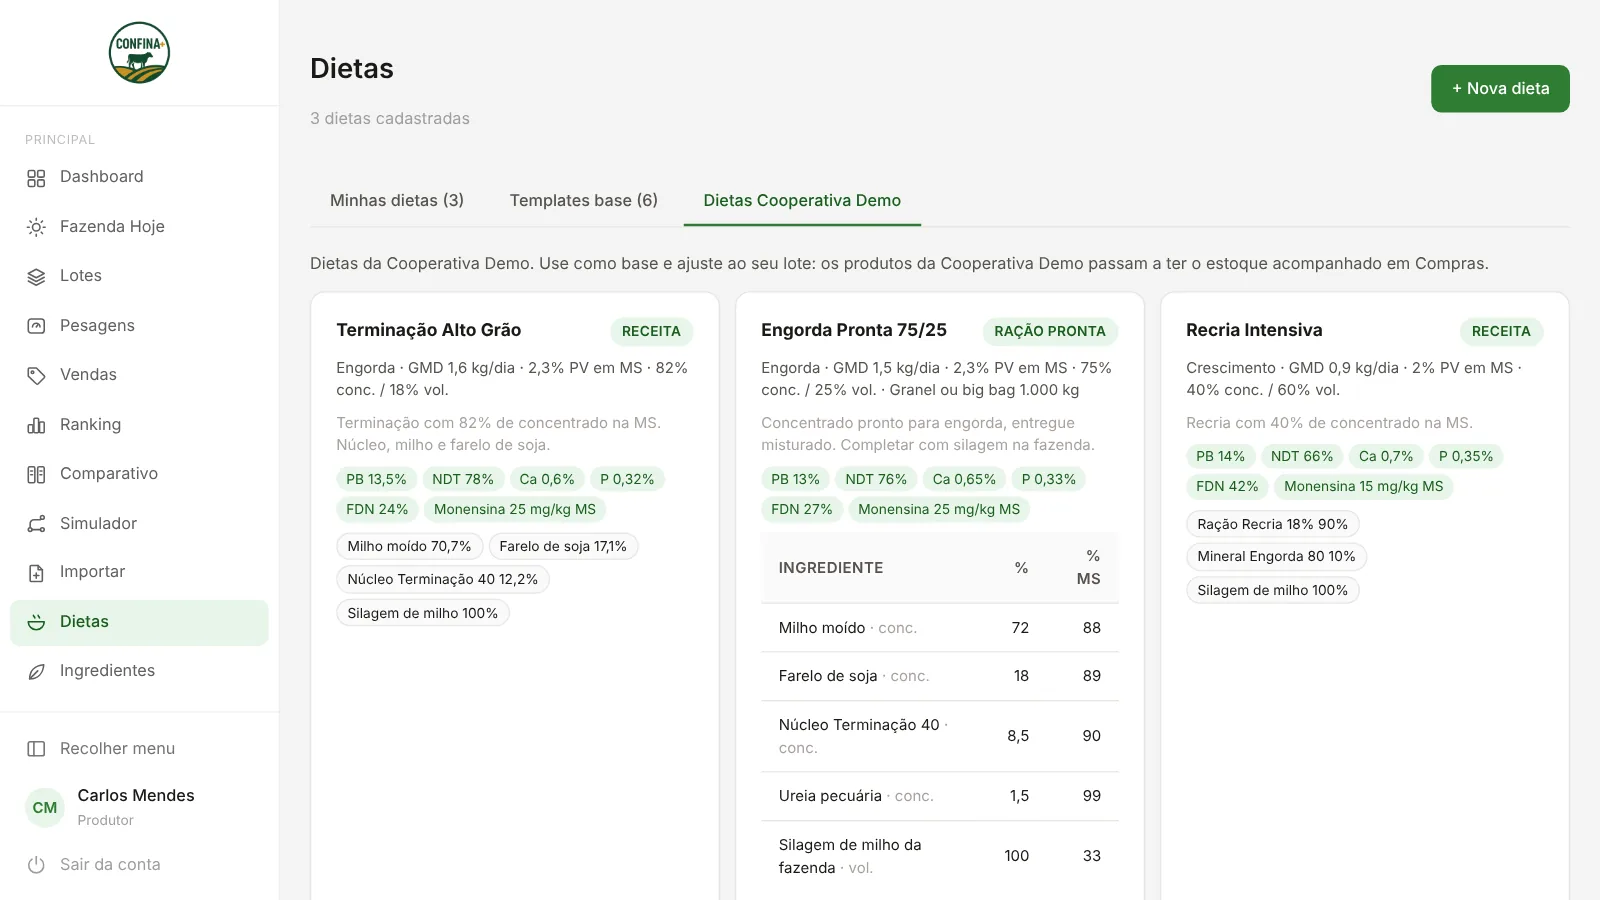 CONFINA+
PRINCIPAL
Dashboard
Fazenda Hoje
Lotes
Pesagens
Vendas
Ranking
Comparativo
Simulador
Importar
Dietas
Ingredientes
Recolher menu
CM
Carlos Mendes
Produtor
Sair da conta
Dietas
3 dietas cadastradas
+ Nova dieta
Minhas dietas (3)
Templates base (6)
Dietas Cooperativa Demo
Dietas da Cooperativa Demo. Use como base e ajuste ao seu lote: os produtos da Cooperativa Demo passam a ter o estoque acompanhado em Compras.
Terminação Alto Grão
RECEITA
Engorda · GMD 1,6 kg/dia · 2,3% PV em MS · 82%
conc. / 18% vol.
Terminação com 82% de concentrado na MS.
Núcleo, milho e farelo de soja.
PB 13,5% NDT 78% Ca 0,6% P 0,32%
FDN 24% Monensina 25 mg/kg MS
Milho moído 70,7% Farelo de soja 17,1%
Núcleo Terminação 40 12,2%
Silagem de milho 100%
Engorda Pronta 75/25
RAÇÃO PRONTA
Engorda · GMD 1,5 kg/dia · 2,3% PV em MS · 75%
conc. / 25% vol. · Granel ou big bag 1.000 kg
Concentrado pronto para engorda, entregue
misturado. Completar com silagem na fazenda.
PB 13% NDT 76% Ca 0,65% P 0,33%
FDN 27% Monensina 25 mg/kg MS
INGREDIENTE % % MS
Milho moído · conc. 72 88
Farelo de soja · conc. 18 89
Núcleo Terminação 40 ·
conc. 8,5 90
Ureia pecuária · conc. 1,5 99
Silagem de milho da
fazenda · vol. 100 33
Recria Intensiva
RECEITA
Crescimento · GMD 0,9 kg/dia · 2% PV em MS ·
40% conc. / 60% vol.
Recria com 40% de concentrado na MS.
PB 14% NDT 66% Ca 0,7% P 0,35%
FDN 42% Monensina 15 mg/kg MS
Ração Recria 18% 90%
Mineral Engorda 80 10%
Silagem de milho 100%